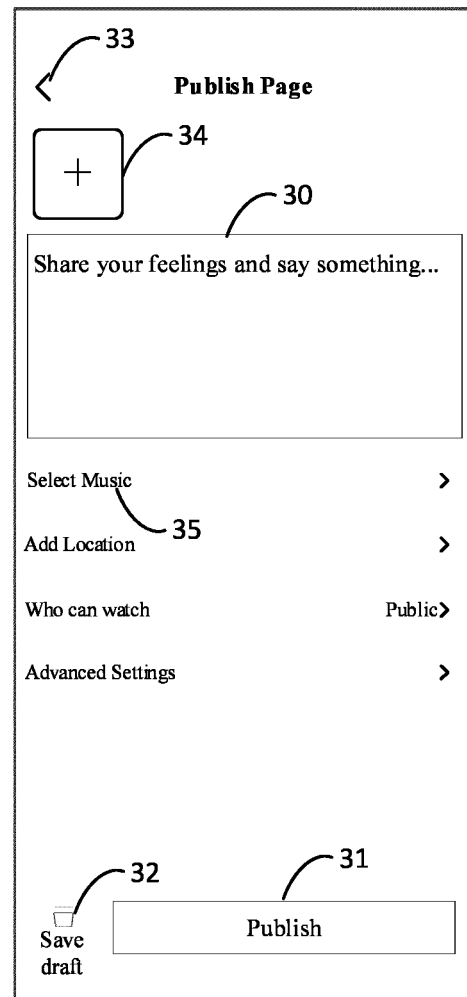 33
Publish Page
34
+
30
Share your feelings and say something...
Select Music
35
Add Location
Who can watch Public
Advanced Settings
32
31
Save
draft
Publish